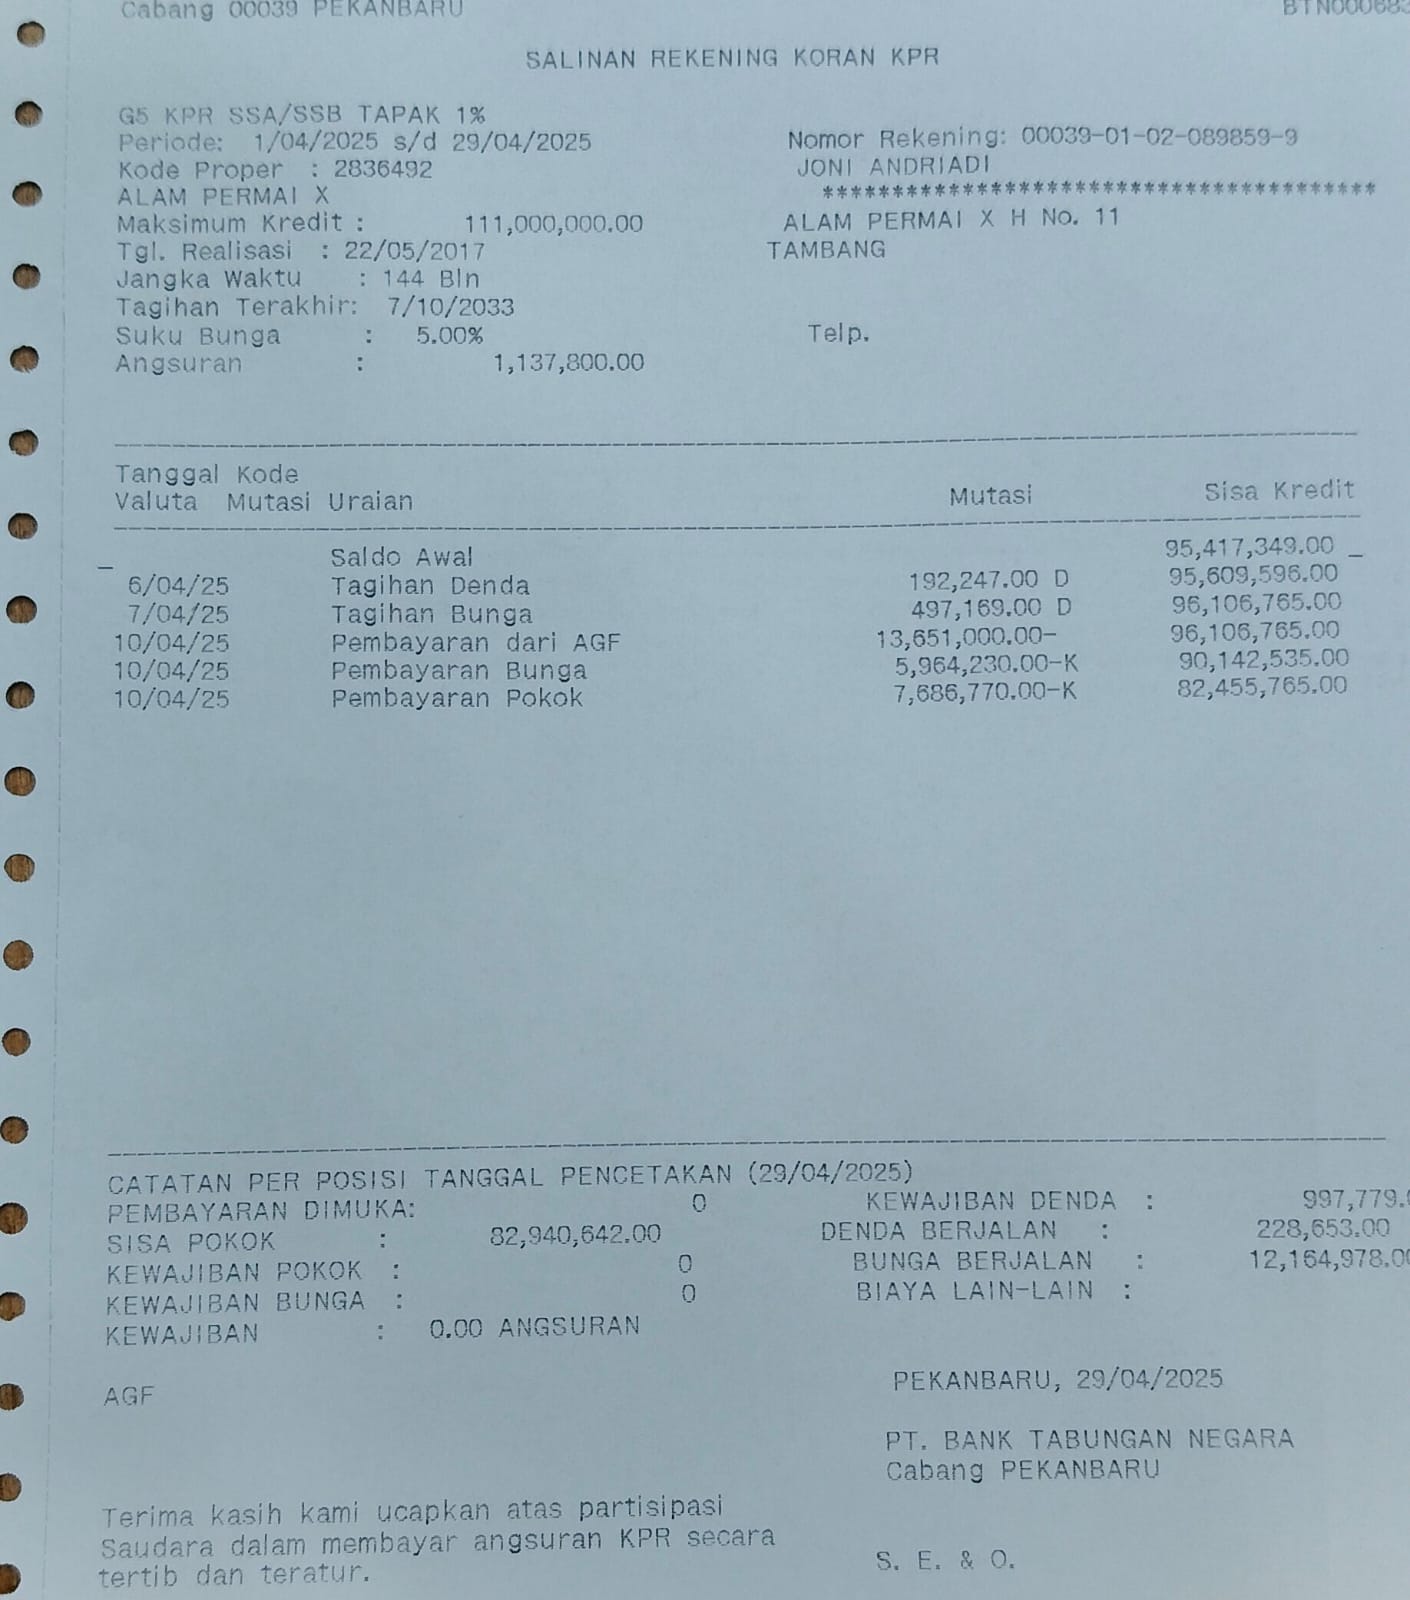 Cabang 00039 PEKANBARU BTN000683
SALINAN REKENING KORAN KPR
G5 KPR SSA/SSB TAPAK 1%
Periode: 1/04/2025 s/d 29/04/2025 Nomor Rekening: 00039-01-02-089859-9
Kode Proper : 2836492 JONI ANDRIADI
ALAM PERMAI X ****************************************
Maksimum Kredit : 111,000,000.00 ALAM PERMAI X H No. 11
Tgl. Realisasi : 22/05/2017 TAMBANG
Jangka Waktu : 144 Bln
Tagihan Terakhir: 7/10/2033
Suku Bunga : 5.00% Telp.
Angsuran : 1,137,800.00
Tanggal Kode
Valuta Mutasi Uraian Mutasi Sisa Kredit
_ Saldo Awal 95,417,349.00 _
6/04/25 Tagihan Denda 192,247.00 D 95,609,596.00
7/04/25 Tagihan Bunga 497,169.00 D 96,106,765.00
10/04/25 Pembayaran dari AGF 13,651,000.00- 96,106,765.00
10/04/25 Pembayaran Bunga 5,964,230.00-K 90,142,535.00
10/04/25 Pembayaran Pokok 7,686,770.00-K 82,455,765.00
CATATAN PER POSISI TANGGAL PENCETAKAN (29/04/2025)
PEMBAYARAN DIMUKA: 0 KEWAJIBAN DENDA : 997,779.
SISA POKOK : 82,940,642.00 DENDA BERJALAN : 228,653.00
KEWAJIBAN POKOK : 0 BUNGA BERJALAN : 12,164,978.00
KEWAJIBAN BUNGA : 0 BIAYA LAIN-LAIN :
KEWAJIBAN : 0.00 ANGSURAN
AGF PEKANBARU, 29/04/2025
PT. BANK TABUNGAN NEGARA
Cabang PEKANBARU
Terima kasih kami ucapkan atas partisipasi
Saudara dalam membayar angsuran KPR secara
tertib dan teratur. S. E. & O.